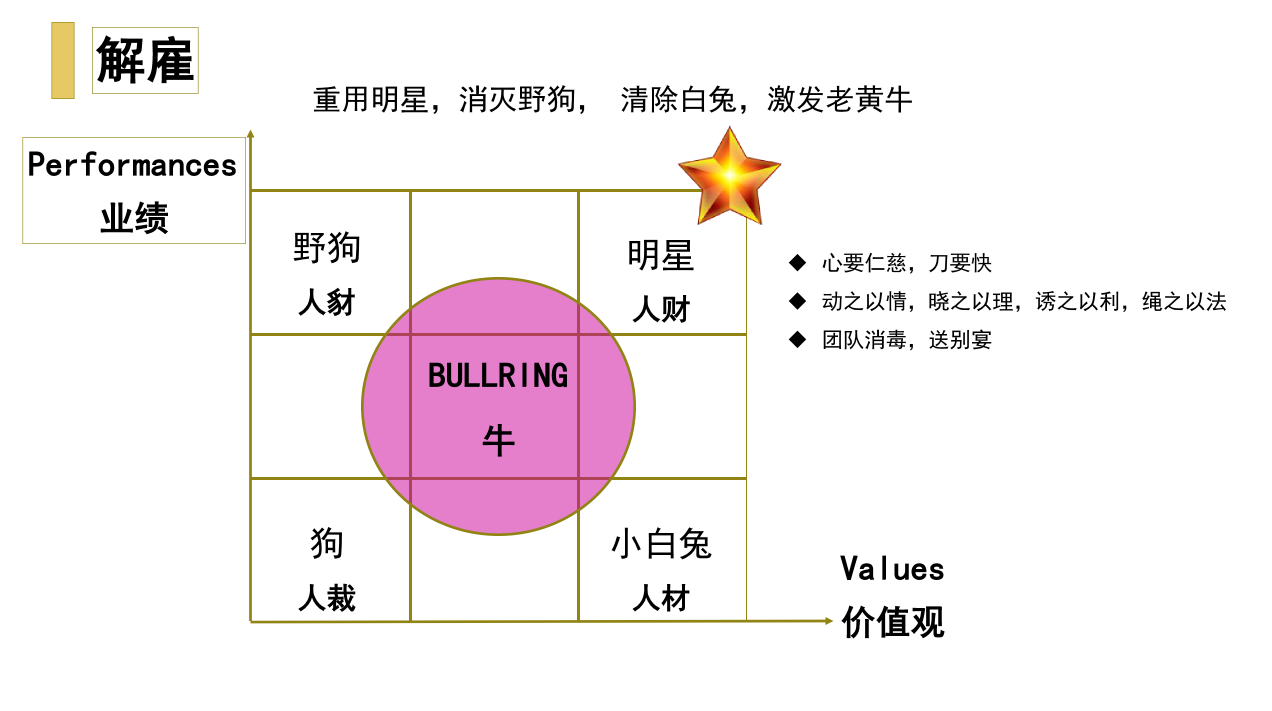 解雇
重用明星，消灭野狗， 清除白兔，激发老黄牛
Performances
业绩
野狗
人豺
明星
人财
心要仁慈，刀要快
动之以情，晓之以理，诱之以利，绳之以法
团队消毒，送别宴
BULLRING
牛
狗
人裁
小白兔
人材
Values
价值观